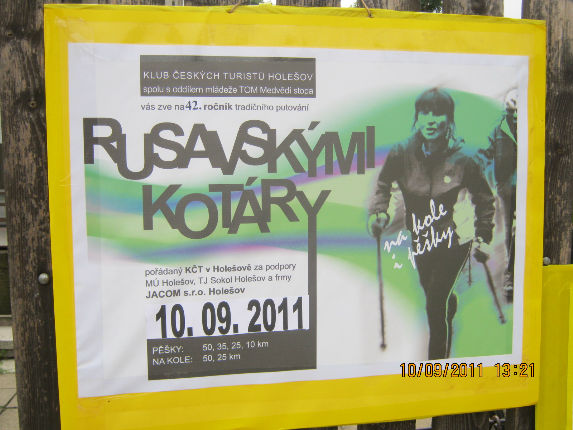 KLUB ČESKÝCH TURISTŮ HOLEŠOV
spolu s oddílem mládeže TOM Medvědí stopa
vás zve na 42. ročník tradičního putování
RUSAVSKÝMI
KOTÁRY
na kole
i pěšky
pořádaný KČT v Holešově za podpory
MÚ Holešov, TJ Sokol Holešov a firmy
JACOM s.r.o. Holešov
10. 09. 2011
PĚŠKY: 50, 35, 25, 10 km
NA KOLE: 50, 25 km
10/09/2011 13:21